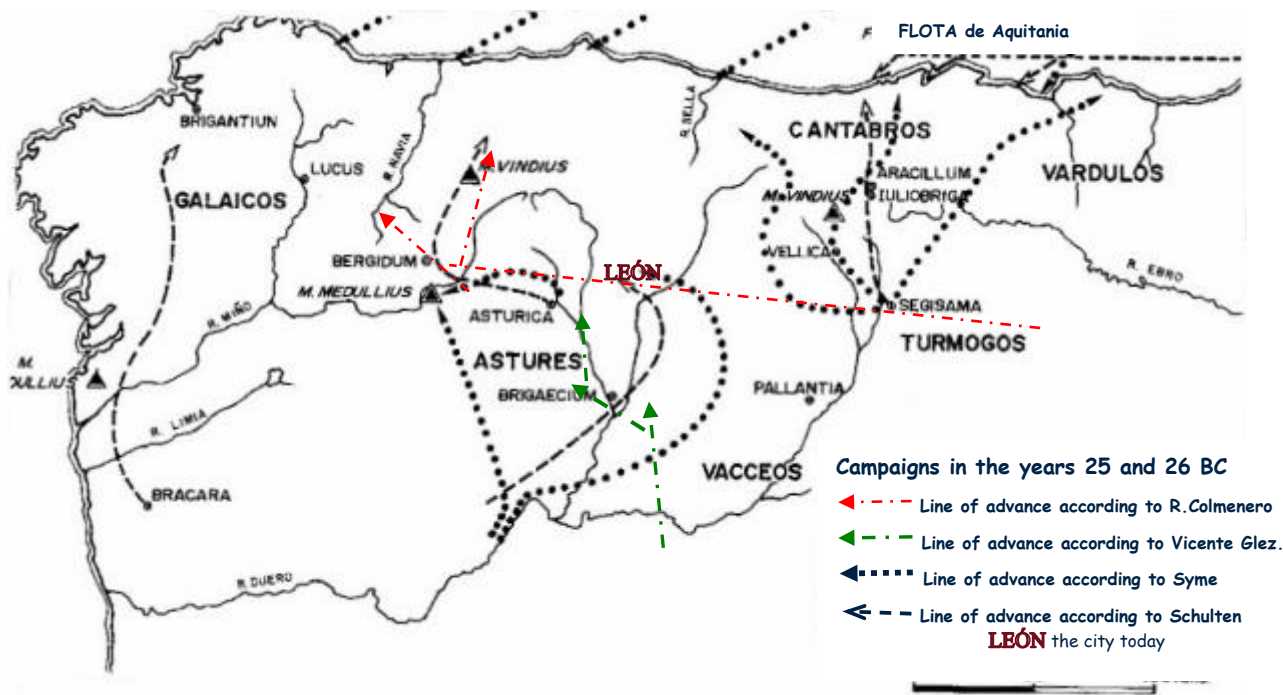 FLOTA de Aquitania
BRIGANTIUN
LUCUS
R. NAVIA
R. SELLA
CANTABROS
GALAICOS
VINDIUS
ARACILLUM
VARDULOS
M. VINDIUS
IULIOBRIGA
BERGIDUM
LEÓN
VELLICA
R. EBRO
M. MEDULLIUS
SEGISAMA
R. MIÑO
ASTURICA
TURMOGOS
M.
DULLIUS
ASTURES
BRIGAECIUM
PALLANTIA
R. LIMIA
BRACARA
VACCEOS
R. DUERO
Campaigns in the years 25 and 26 BC
Line of advance according to R.Colmenero
Line of advance according to Vicente Glez.
Line of advance according to Syme
Line of advance according to Schulten
LEÓN the city today